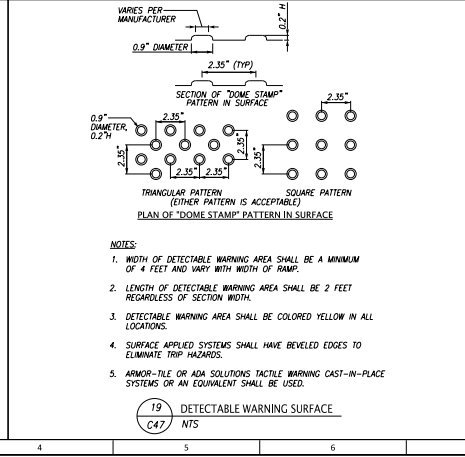 VARIES PER
MANUFACTURER
0.2" H
0.9" DIAMETER
2.35" (TYP)
SECTION OF "DOME STAMP"
PATTERN IN SURFACE
0.9"
DIAMETER,
0.2"H
2.35"
2.35"
2.35"
2.35"
2.35"
2.35"
2.35"
TRIANGULAR PATTERN
SQUARE PATTERN
(EITHER PATTERN IS ACCEPTABLE)
PLAN OF "DOME STAMP" PATTERN IN SURFACE
NOTES:
1. WIDTH OF DETECTABLE WARNING AREA SHALL BE A MINIMUM
OF 4 FEET AND VARY WITH WIDTH OF RAMP.
2. LENGTH OF DETECTABLE WARNING AREA SHALL BE 2 FEET
REGARDLESS OF SECTION WIDTH.
3. DETECTABLE WARNING AREA SHALL BE COLORED YELLOW IN ALL
LOCATIONS.
4. SURFACE APPLIED SYSTEMS SHALL HAVE BEVELED EDGES TO
ELIMINATE TRIP HAZARDS.
5. ARMOR-TILE OR ADA SOLUTIONS TACTILE WARNING CAST-IN-PLACE
SYSTEMS OR AN EQUIVALENT SHALL BE USED.
19 DETECTABLE WARNING SURFACE
C47 NTS
4 5 6